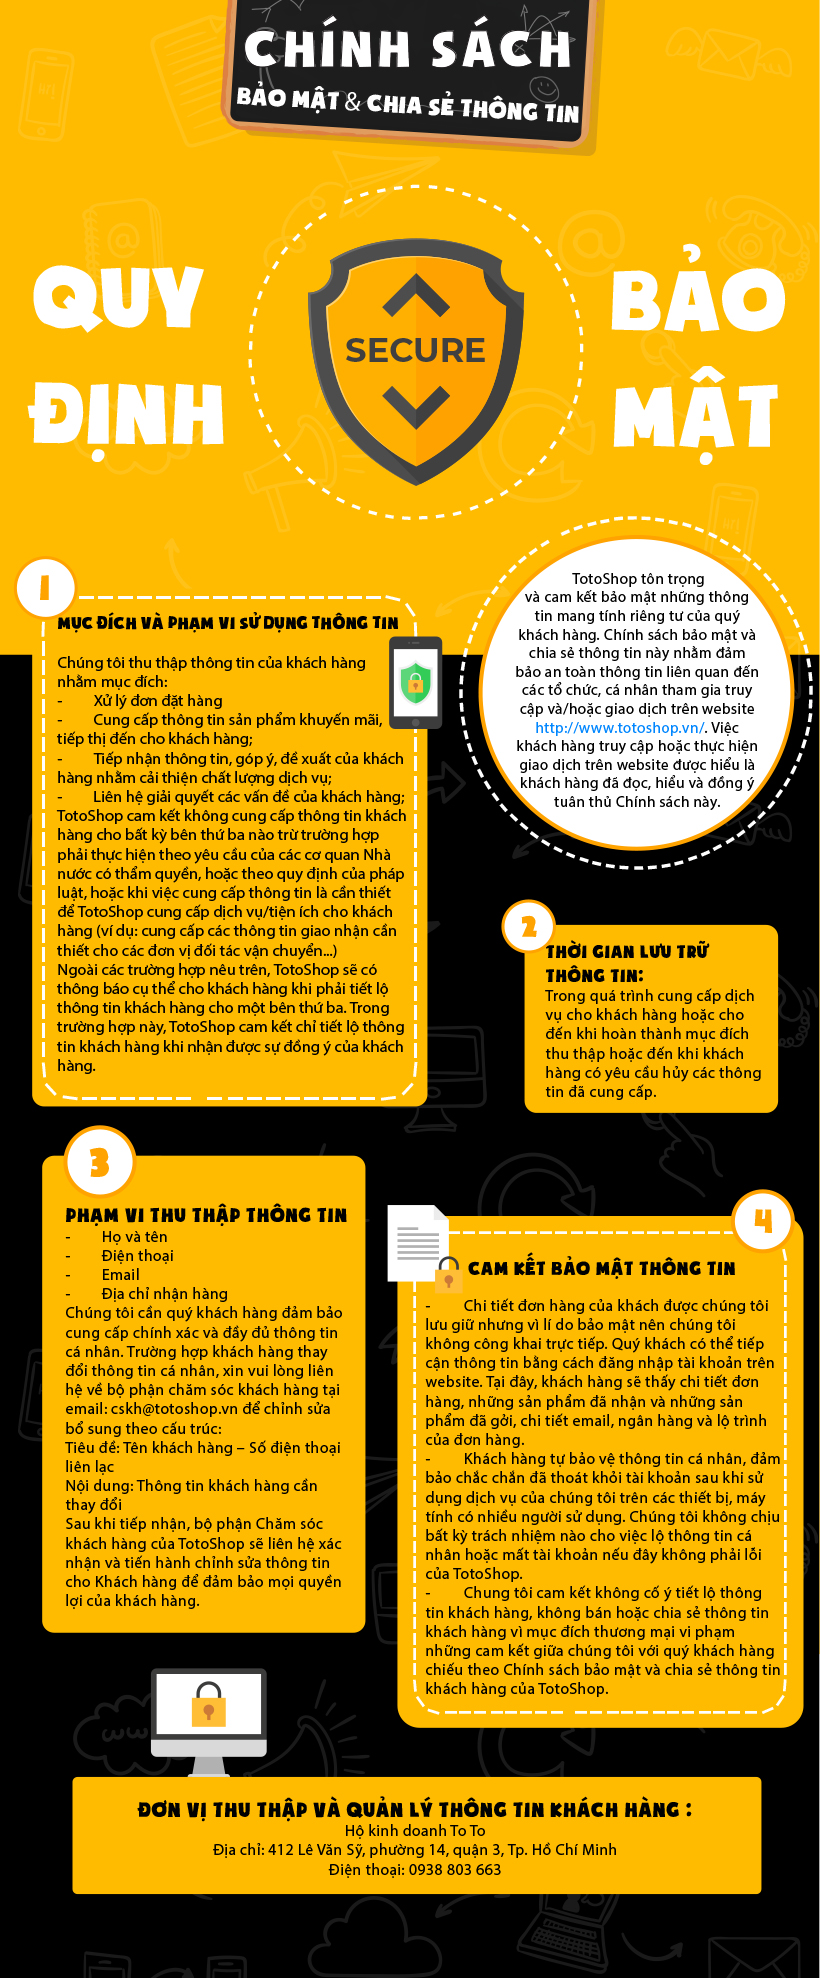 CHÍNH SÁCH
BẢO MẬT & CHIA SẺ THÔNG TIN
QUY
ĐỊNH
SECURE
BẢO
MẬT
TotoShop tôn trọng
và cam kết bảo mật những thông
tin mang tính riêng tư của quý
khách hàng. Chính sách bảo mật và
chia sẻ thông tin này nhằm đảm
bảo an toàn thông tin liên quan đến
các tổ chức, cá nhân tham gia truy
cập và/hoặc giao dịch trên website
http://www.totoshop.vn/. Việc
khách hàng truy cập hoặc thực hiện
giao dịch trên website được hiểu là
khách hàng đã đọc, hiểu và đồng ý
tuân thủ Chính sách này.
1
MỤC ĐÍCH VÀ PHẠM VI SỬ DỤNG THÔNG TIN
Chúng tôi thu thập thông tin của khách hàng
nhằm mục đích:
- Xử lý đơn đặt hàng
- Cung cấp thông tin sản phẩm khuyến mãi,
tiếp thị đến cho khách hàng;
- Tiếp nhận thông tin, góp ý, đề xuất của khách
hàng nhằm cải thiện chất lượng dịch vụ;
- Liên hệ giải quyết các vấn đề của khách hàng;
TotoShop cam kết không cung cấp thông tin khách
hàng cho bất kỳ bên thứ ba nào trừ trường hợp
phải thực hiện theo yêu cầu của các cơ quan Nhà
nước có thẩm quyền, hoặc theo quy định của pháp
luật, hoặc khi việc cung cấp thông tin là cần thiết
để TotoShop cung cấp dịch vụ/tiện ích cho khách
hàng (ví dụ: cung cấp các thông tin giao nhận cần
thiết cho các đơn vị đối tác vận chuyển...)
Ngoài các trường hợp nêu trên, TotoShop sẽ có
thông báo cụ thể cho khách hàng khi phải tiết lộ
thông tin khách hàng cho một bên thứ ba. Trong
trường hợp này, TotoShop cam kết chỉ tiết lộ thông
tin khách hàng khi nhận được sự đồng ý của khách
hàng.
2
THỜI GIAN LƯU TRỮ
THÔNG TIN:
Trong quá trình cung cấp dịch
vụ cho khách hàng hoặc cho
đến khi hoàn thành mục đích
thu thập hoặc đến khi khách
hàng có yêu cầu hủy các thông
tin đã cung cấp.
3
PHẠM VI THU THẬP THÔNG TIN
- Họ và tên
- Điện thoại
- Email
- Địa chỉ nhận hàng
Chúng tôi cần quý khách hàng đảm bảo
cung cấp chính xác và đầy đủ thông tin
cá nhân. Trường hợp khách hàng thay
đổi thông tin cá nhân, xin vui lòng liên
hệ về bộ phận chăm sóc khách hàng tại
email: cskh@totoshop.vn để chỉnh sửa
bổ sung theo cấu trúc:
Tiêu đề: Tên khách hàng – Số điện thoại
liên lạc
Nội dung: Thông tin khách hàng cần
thay đổi
Sau khi tiếp nhận, bộ phận Chăm sóc
khách hàng của TotoShop sẽ liên hệ xác
nhận và tiến hành chỉnh sửa thông tin
cho Khách hàng để đảm bảo mọi quyền
lợi của khách hàng.
4
CAM KẾT BẢO MẬT THÔNG TIN
- Chi tiết đơn hàng của khách được chúng tôi
lưu giữ nhưng vì lí do bảo mật nên chúng tôi
không công khai trực tiếp. Quý khách có thể tiếp
cận thông tin bằng cách đăng nhập tài khoản trên
website. Tại đây, khách hàng sẽ thấy chi tiết đơn
hàng, những sản phẩm đã nhận và những sản
phẩm đã gởi, chi tiết email, ngân hàng và lộ trình
của đơn hàng.
- Khách hàng tự bảo vệ thông tin cá nhân, đảm
bảo chắc chắn đã thoát khỏi tài khoản sau khi sử
dụng dịch vụ của chúng tôi trên các thiết bị, máy
tính có nhiều người sử dụng. Chúng tôi không chịu
bất kỳ trách nhiệm nào cho việc lộ thông tin cá
nhân hoặc mất tài khoản nếu đây không phải lỗi
của TotoShop.
- Chung tôi cam kết không cố ý tiết lộ thông
tin khách hàng, không bán hoặc chia sẻ thông tin
khách hàng vì mục đích thương mại vi phạm
những cam kết giữa chúng tôi với quý khách hàng
chiếu theo Chính sách bảo mật và chia sẻ thông tin
khách hàng của TotoShop.
ĐƠN VỊ THU THẬP VÀ QUẢN LÝ THÔNG TIN KHÁCH HÀNG :
Hộ kinh doanh To To
Địa chỉ: 412 Lê Văn Sỹ, phường 14, quận 3, Tp. Hồ Chí Minh
Điện thoại: 0938 803 663